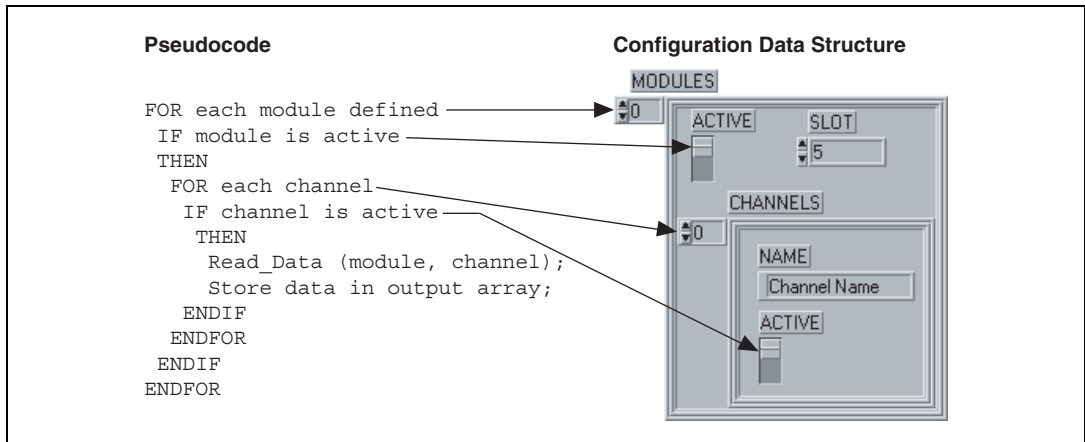 Pseudocode
FOR each module defined
IF module is active
THEN
FOR each channel
IF channel is active
THEN
Read_Data (module, channel);
Store data in output array;
ENDIF
ENDFOR
ENDIF
ENDFOR
Configuration Data Structure
MODULES
0
ACTIVE
SLOT
5
CHANNELS
0
NAME
Channel Name
ACTIVE